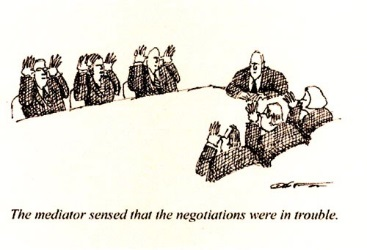 The mediator sensed that the negotiations were in trouble.